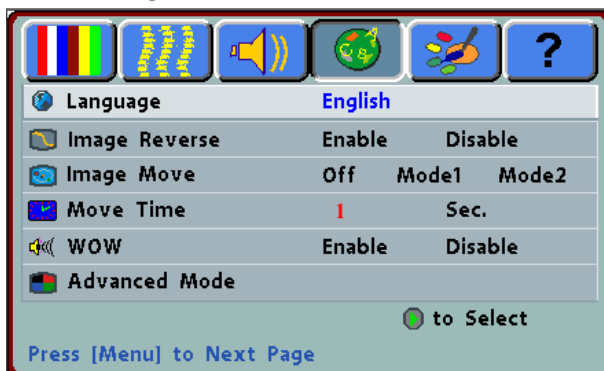 ?
Language English
Image Reverse Enable Disable
Image Move Off Mode1 Mode2
Move Time 1 Sec.
WOW Enable Disable
Advanced Mode
to Select
Press [Menu] to Next Page